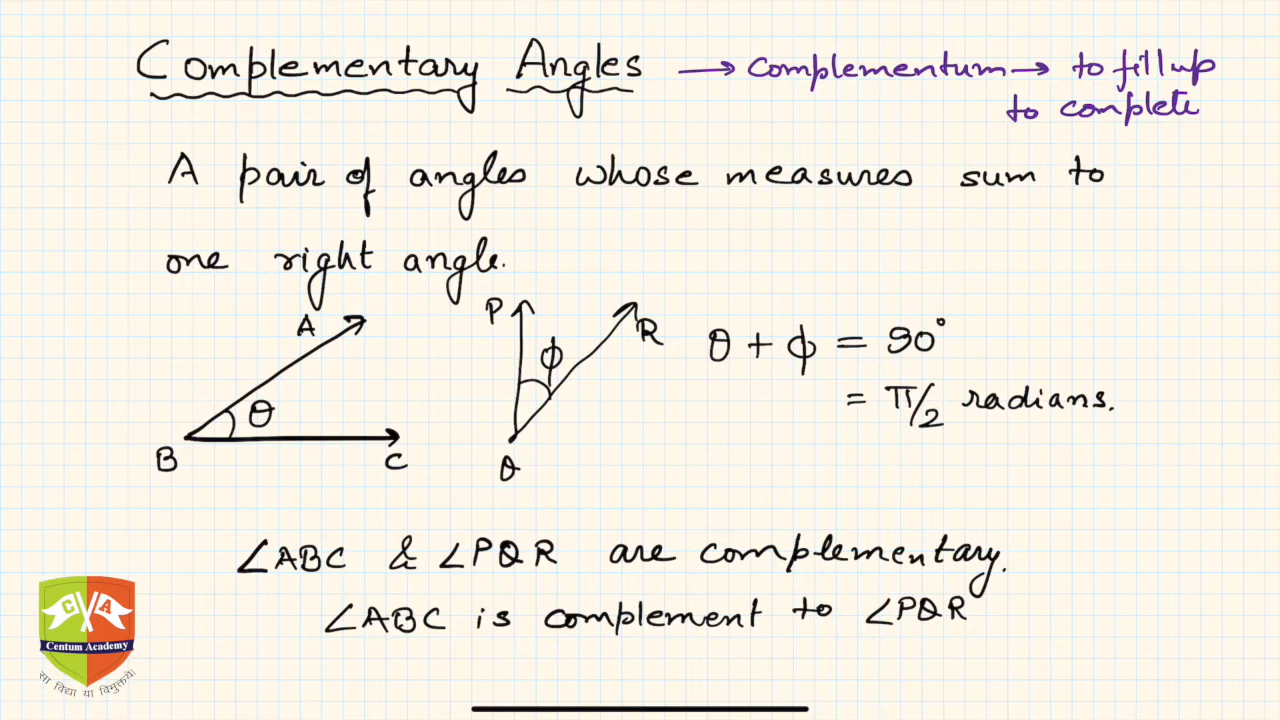 Complementary Angles → complementum → to fill up
to complete
A pair of angles whose measures sum to
one right angle.
A
θ
B
C
P
R
ϕ
Q
θ + ϕ = 90°
= π/2 radians.
∠ABC & ∠PQR are complementary.
∠ABC is complement to ∠PQR
C A
Centum Academy
सा विद्या या विमुक्तये।